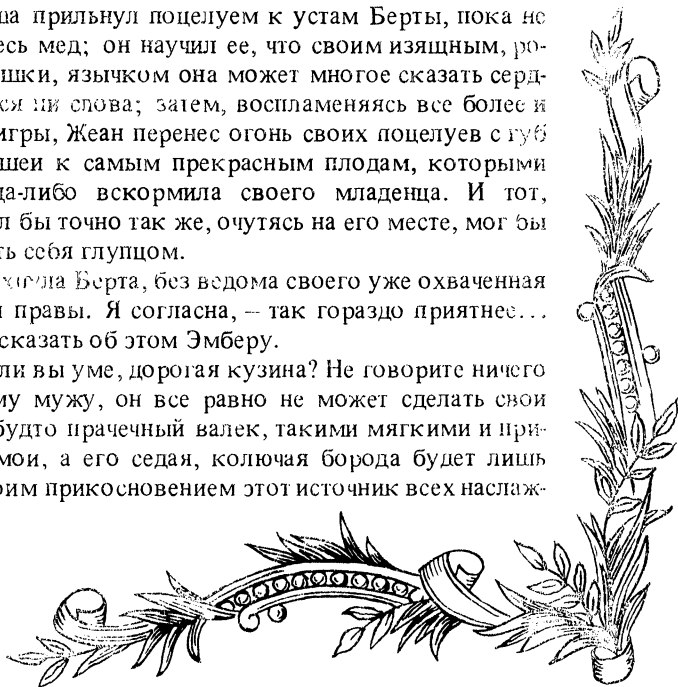 ша прильнул поцелуем к устам Берты, пока не
есь мед; он научил ее, что своим изящным, ро-
шки, язычком она может многое сказать серд-
ся ни слова; затем, воспламеняясь все более и
игры, Жеан перенес огонь своих поцелуев с губ
шеи к самым прекрасным плодам, которыми
да-либо вскормила своего младенца. И тот,
л бы точно так же, очутясь на его месте, мог бы
ть себя глупцом.
Берта, без ведома своего уже охваченная
и правы. Я согласна, – так гораздо приятнее...
сказать об этом Эмберу.
ли вы уме, дорогая кузина? Не говорите ничего
му мужу, он все равно не может сделать свои
будто прачечный валек, такими мягкими и при-
мои, а его седая, колючая борода будет лишь
оим прикосновением этот источник всех наслаж-